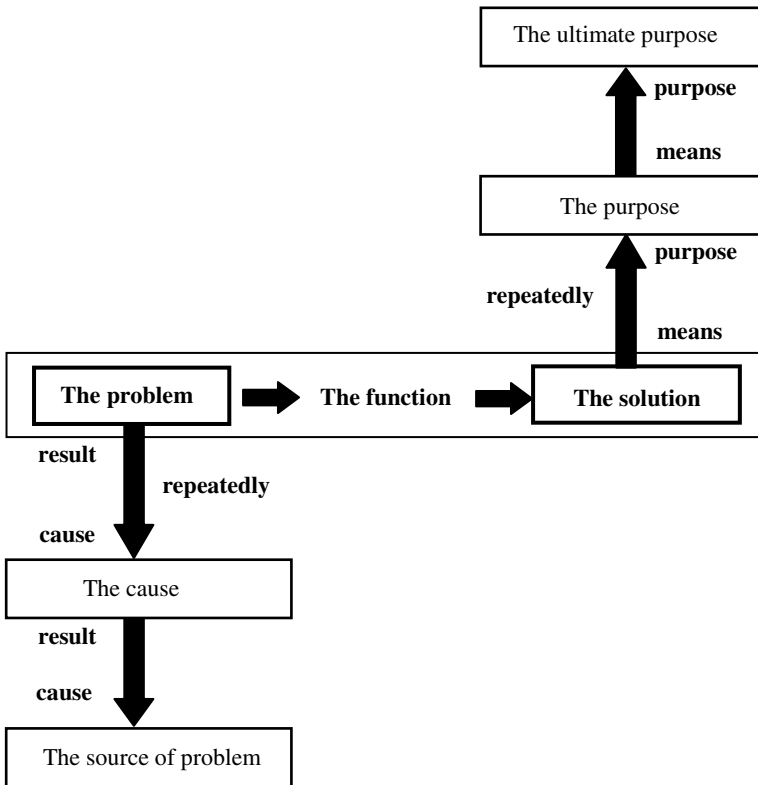 The ultimate purpose
purpose
means
The purpose
purpose
repeatedly
means
The problem
The function
The solution
result
repeatedly
cause
The cause
result
cause
The source of problem